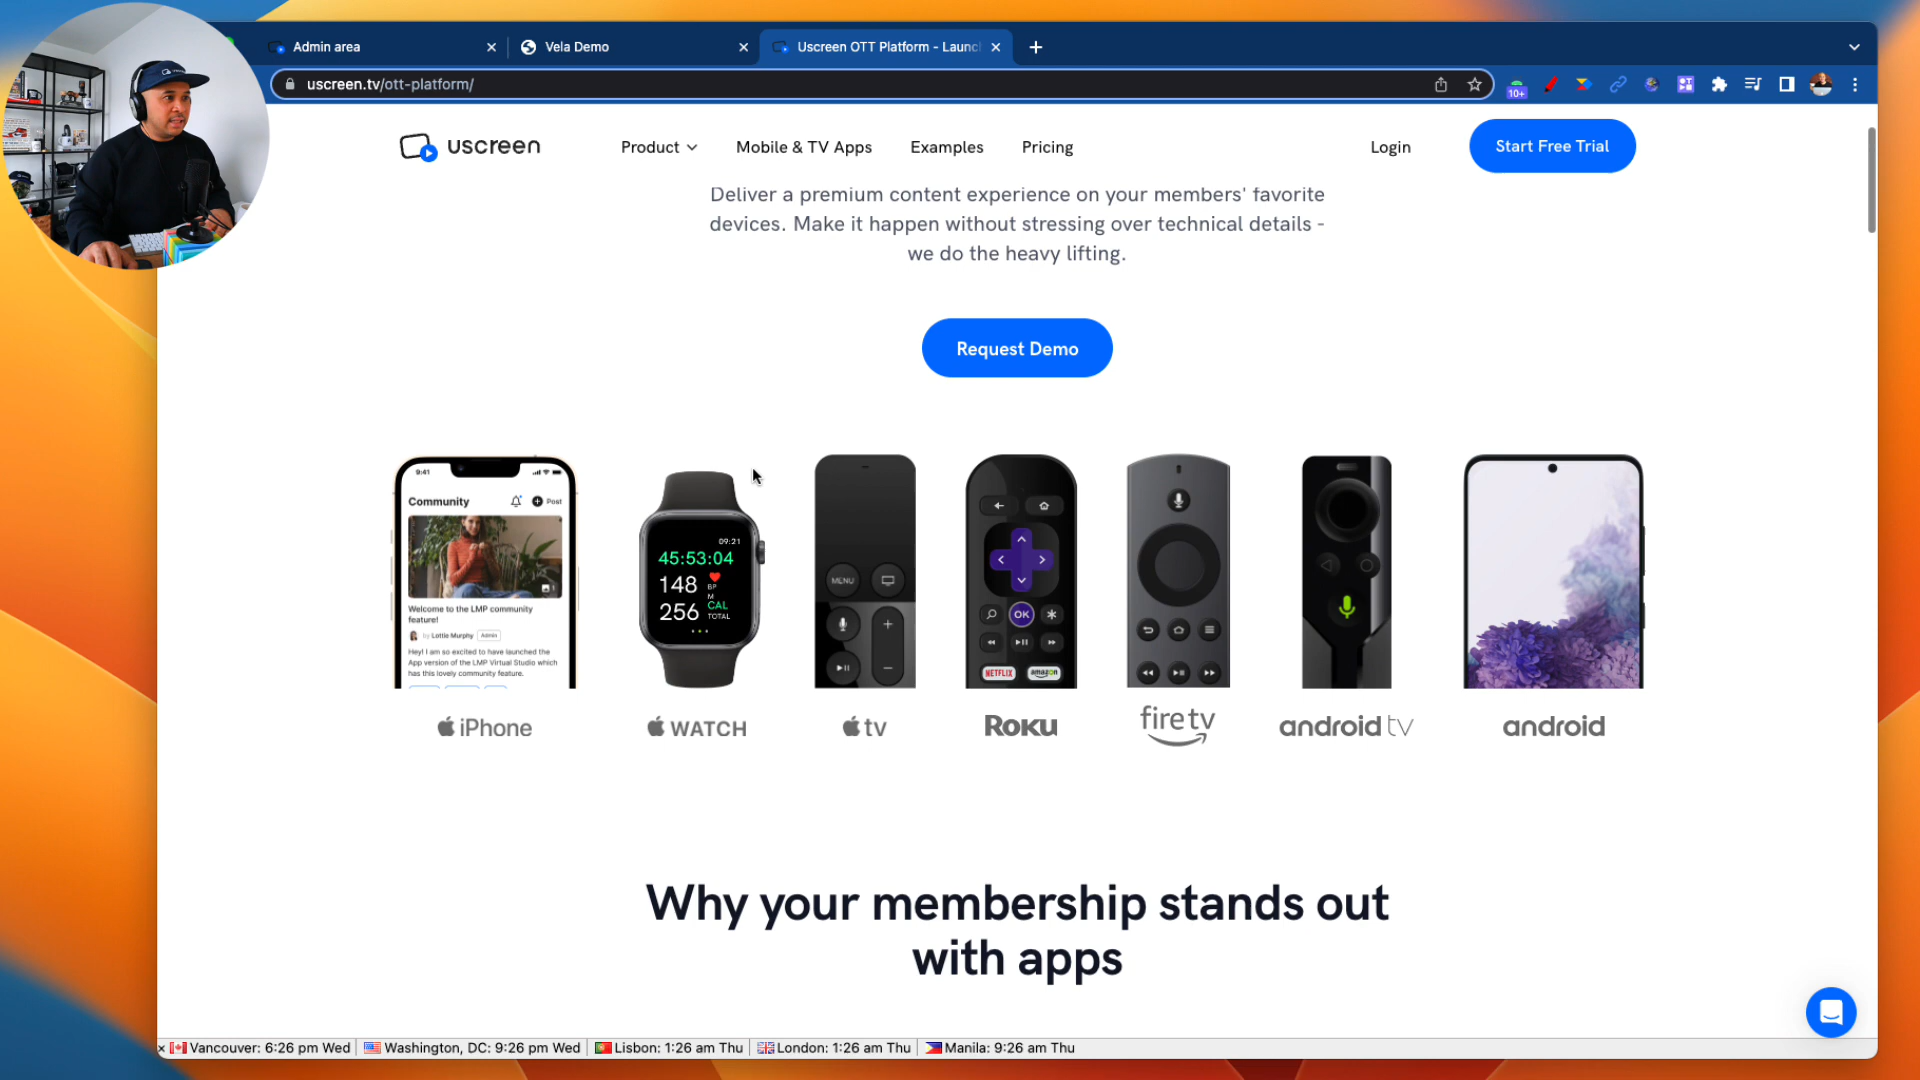 Admin area
Vela Demo
Uscreen OTT Platform - Launc
uscreen.tv/ott-platform/
10+
uscreen
Product
Mobile & TV Apps
Examples
Pricing
Login
Start Free Trial
Deliver a premium content experience on your members' favorite
devices. Make it happen without stressing over technical details -
we do the heavy lifting.
Request Demo
9:41
Community
Post
Welcome to the LMP community
feature!
by Lottie Murphy Admin
Hey! I am so excited to have launched the
App version of the LMP Virtual Studio which
has this lovely community feature.
09:21
45:53:04
148 BPM
256 CAL TOTAL
MENU
OK
NETFLIX
amazon
iPhone
WATCH
tv
Roku
fire tv
android tv
android
Why your membership stands out
with apps
Vancouver: 6:26 pm Wed
Washington, DC: 9:26 pm Wed
Lisbon: 1:26 am Thu
London: 1:26 am Thu
Manila: 9:26 am Thu